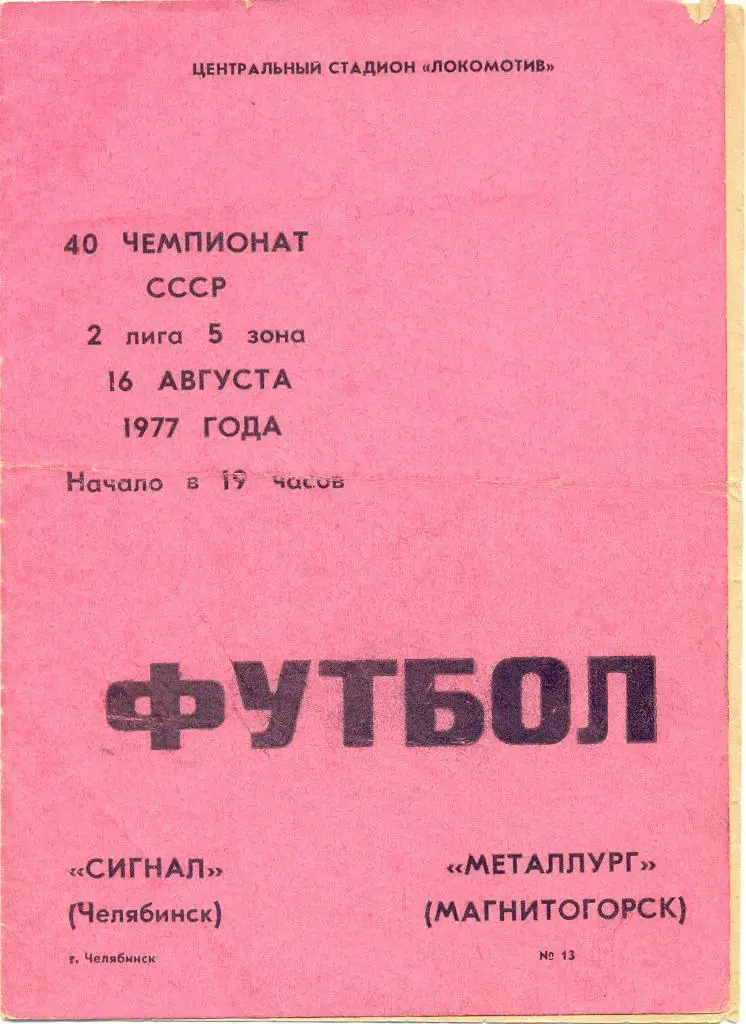 ЦЕНТРАЛЬНЫЙ СТАДИОН «ЛОКОМОТИВ»
40 ЧЕМПИОНАТ
СССР
2 лига 5 зона
16 АВГУСТА
1977 ГОДА
Начало в 19 часов
ФУТБОЛ
«СИГНАЛ»
(Челябинск)
«МЕТАЛЛУРГ»
(МАГНИТОГОРСК)
г. Челябинск
№ 13